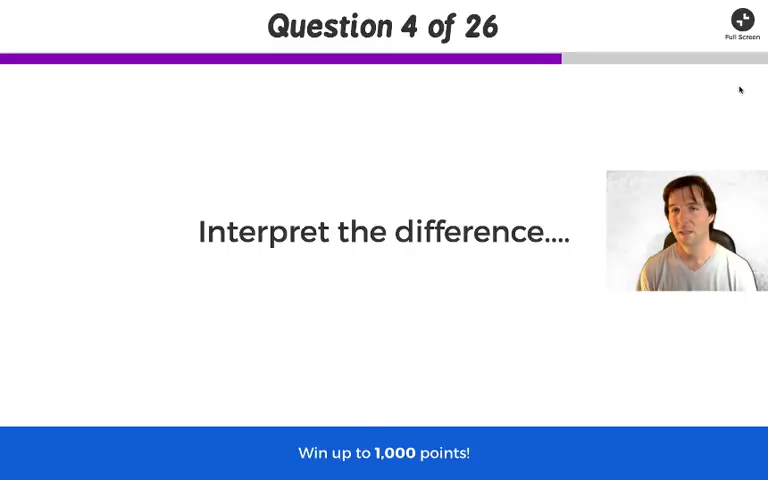 Question 4 of 26
Full Screen
Interpret the difference....
Win up to 1,000 points!